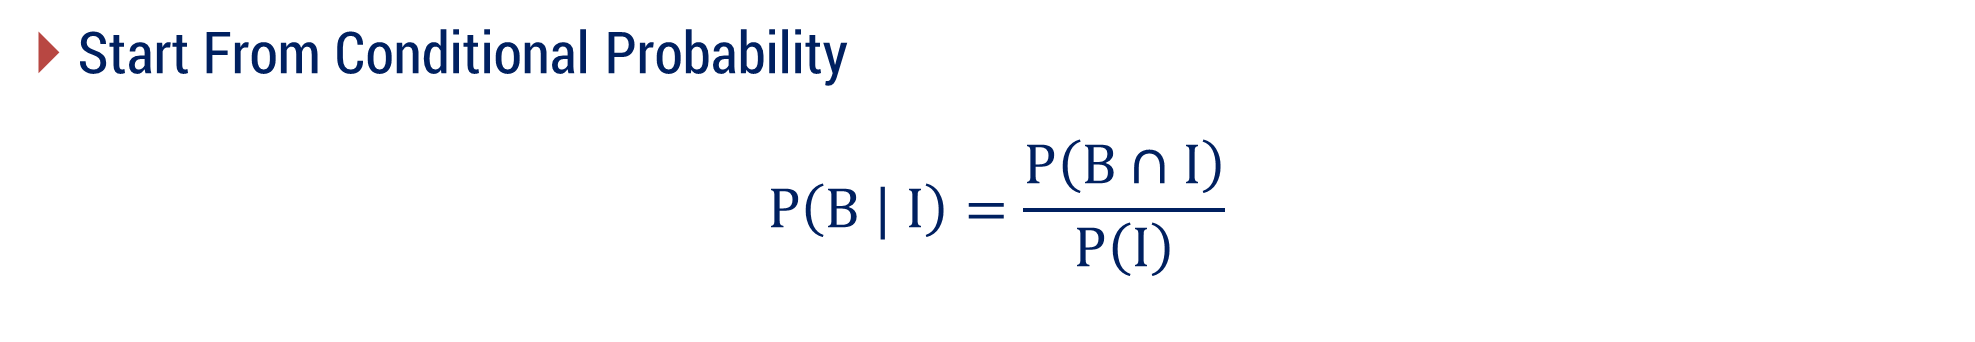 Start From Conditional Probability
P(B | I) = P(B ∩ I) / P(I)